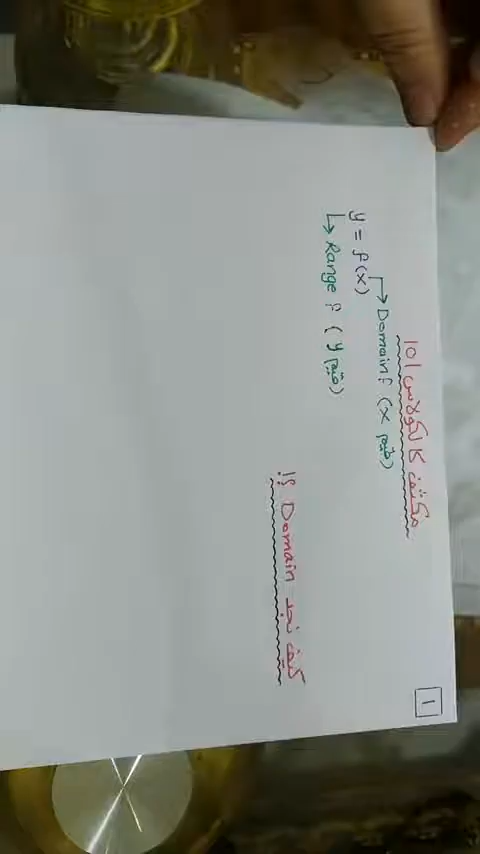 1
مكثف كالكولاس 101
Domain ؟ (قيم x)
y = f(x)
Range ؟ (قيم y)
كيف نجد Domain ؟!